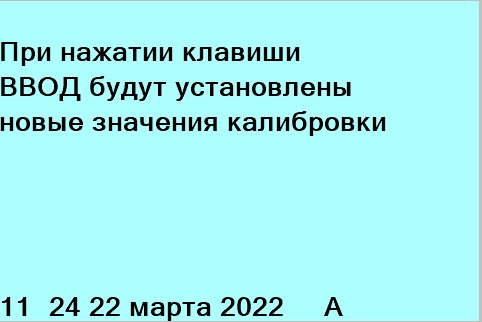 При нажатии клавиши
ВВОД будут установлены
новые значения калибровки
11 24 22 марта 2022 А